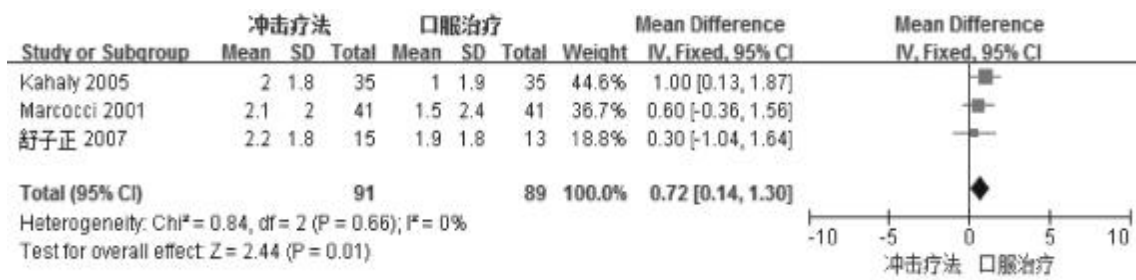 冲击疗法 口服治疗 Mean Difference Mean Difference
Study or Subgroup Mean SD Total Mean SD Total Weight IV, Fixed, 95% CI IV, Fixed, 95% CI
Kahaly 2005 2 1.8 35 1 1.9 35 44.6% 1.00 [0.13, 1.87]
Marcocci 2001 2.1 2 41 1.5 2.4 41 36.7% 0.60 [-0.36, 1.56]
舒子正 2007 2.2 1.8 15 1.9 1.8 13 18.8% 0.30 [-1.04, 1.64]
Total (95% CI) 91 89 100.0% 0.72 [0.14, 1.30]
Heterogeneity: Chi² = 0.84, df = 2 (P = 0.66); I² = 0%
Test for overall effect: Z = 2.44 (P = 0.01)
-10 -5 0 5 10
冲击疗法 口服治疗